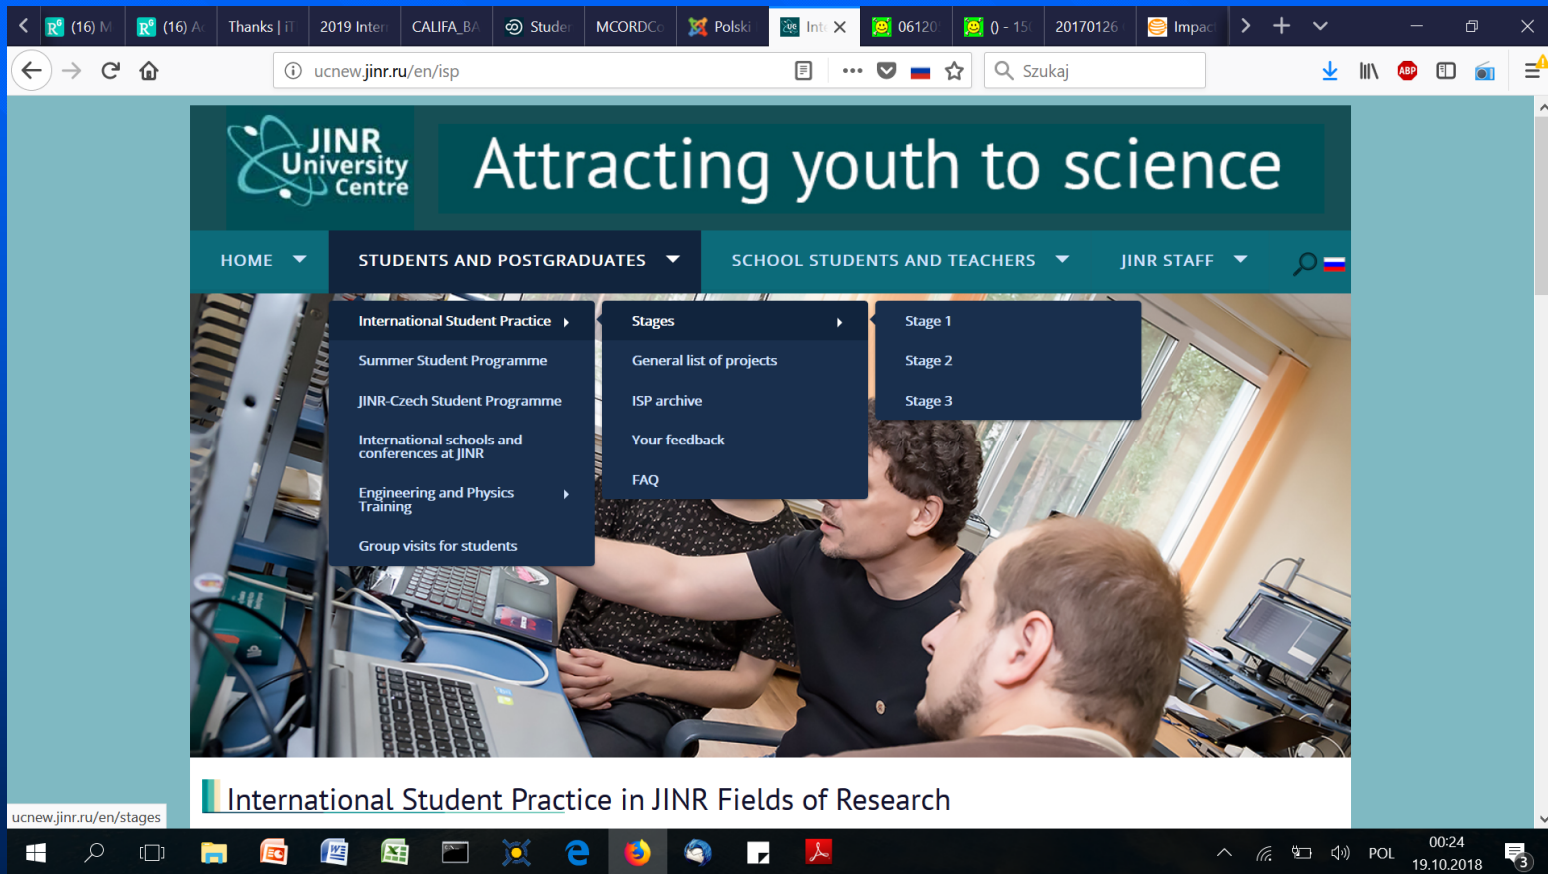 (16) M
(16) Ac
Thanks | iT
2019 Intern
CALIFA_BA
Studen
MCORDCo
Polski
Int
06120
() - 15
20170126
Impac
ucnew.jinr.ru/en/isp
Szukaj
ABP
JINR
University
Centre
Attracting youth to science
HOME
STUDENTS AND POSTGRADUATES
SCHOOL STUDENTS AND TEACHERS
JINR STAFF
International Student Practice
Summer Student Programme
JINR-Czech Student Programme
International schools and
conferences at JINR
Engineering and Physics
Training
Group visits for students
Stages
General list of projects
ISP archive
Your feedback
FAQ
Stage 1
Stage 2
Stage 3
International Student Practice in JINR Fields of Research
ucnew.jinr.ru/en/stages
POL
00:24
19.10.2018
3